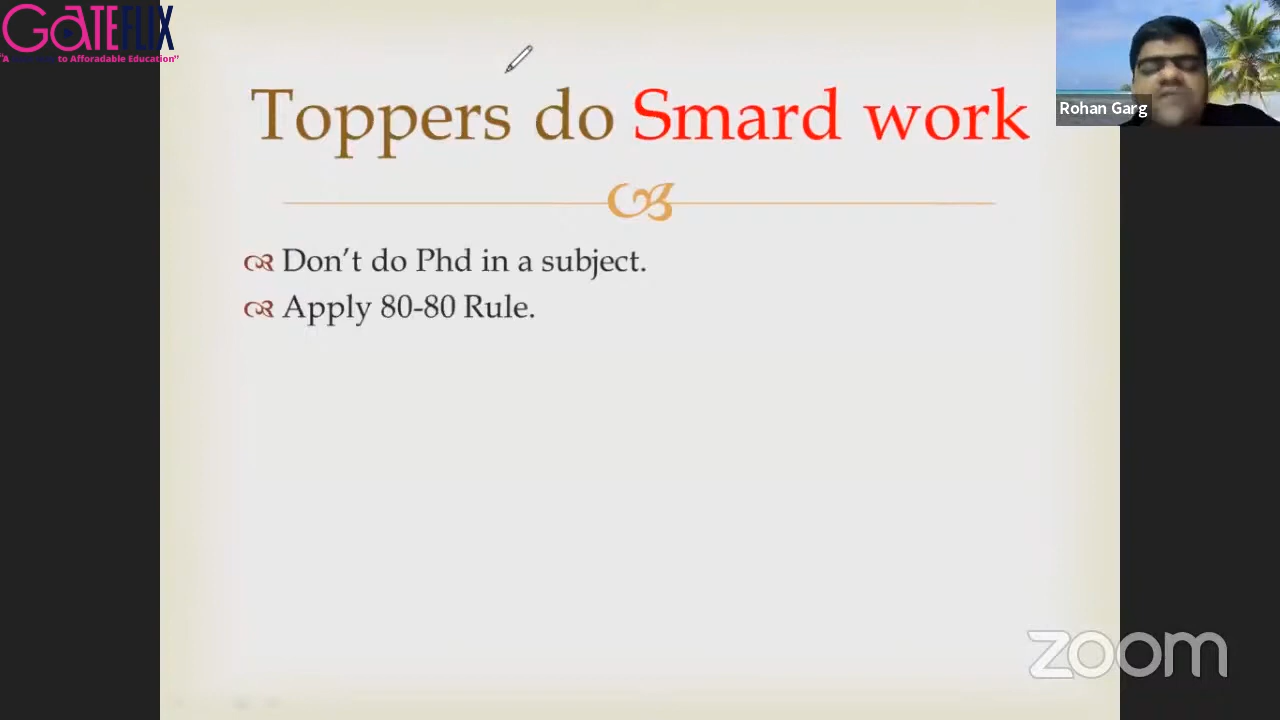 GATEFLIX
"A to Afforadable Education"
Rohan Garg
Toppers do Smard work
Don't do Phd in a subject.
Apply 80-80 Rule.
zoom